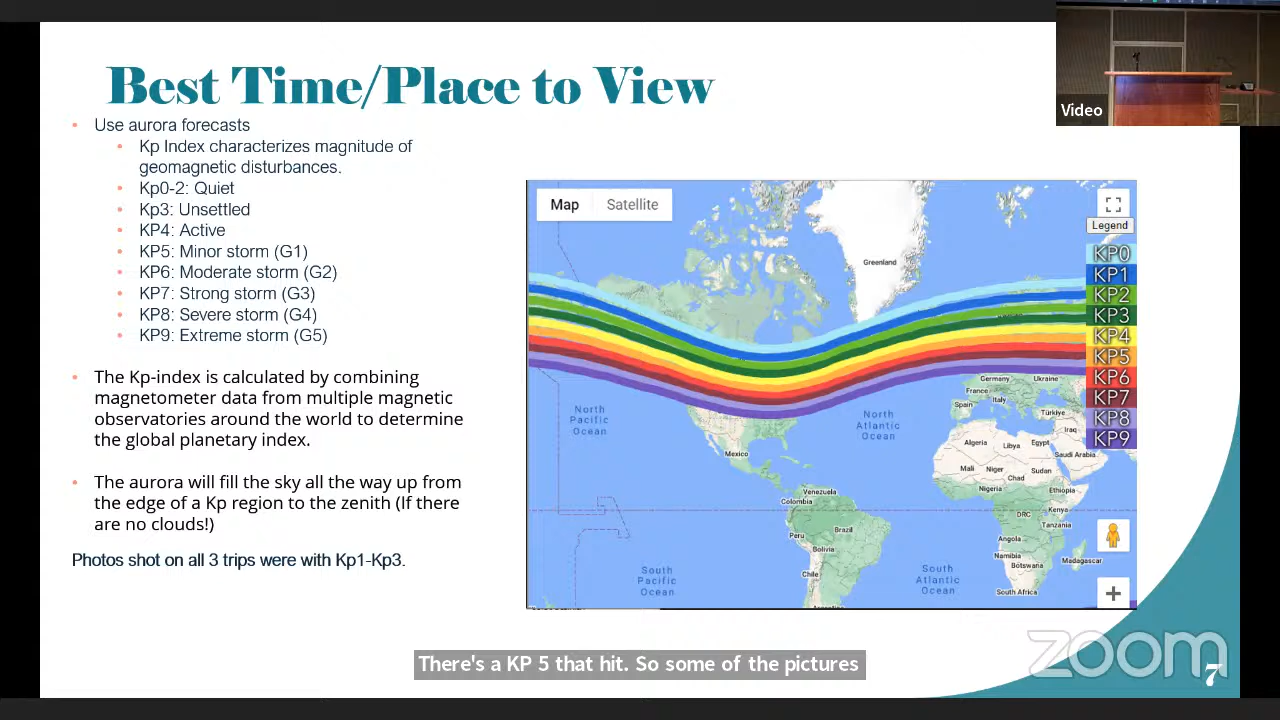 Best Time/Place to View
Video
• Use aurora forecasts
• Kp Index characterizes magnitude of
geomagnetic disturbances.
• Kp0-2: Quiet
• Kp3: Unsettled
• KP4: Active
• KP5: Minor storm (G1)
• KP6: Moderate storm (G2)
• KP7: Strong storm (G3)
• KP8: Severe storm (G4)
• KP9: Extreme storm (G5)
• The Kp-index is calculated by combining
magnetometer data from multiple magnetic
observatories around the world to determine
the global planetary index.
• The aurora will fill the sky all the way up from
the edge of a Kp region to the zenith (If there
are no clouds!)
Photos shot on all 3 trips were with Kp1-Kp3.
Map Satellite
Legend
KP0
KP1
KP2
KP3
KP4
KP5
KP6
KP7
KP8
KP9
Greenland
Germany Ukraine
France
Italy
Spain
Türkiye
North
Pacific
Ocean
North
Atlantic
Ocean
Iraq
Algeria
Libya
Egypt
Saudi Arabia
Mexico
Mali
Niger
Sudan
Chad
Nigeria
Ethiopia
Venezuela
Colombia
DRC
Kenya
Tanzania
Brazil
Peru
Angola
Bolivia
Namibia
Madagascar
Botswana
Chile
South
Pacific
Ocean
South
Atlantic
Ocean
South Africa
+
There's a KP 5 that hit. So some of the pictures
zoom
7